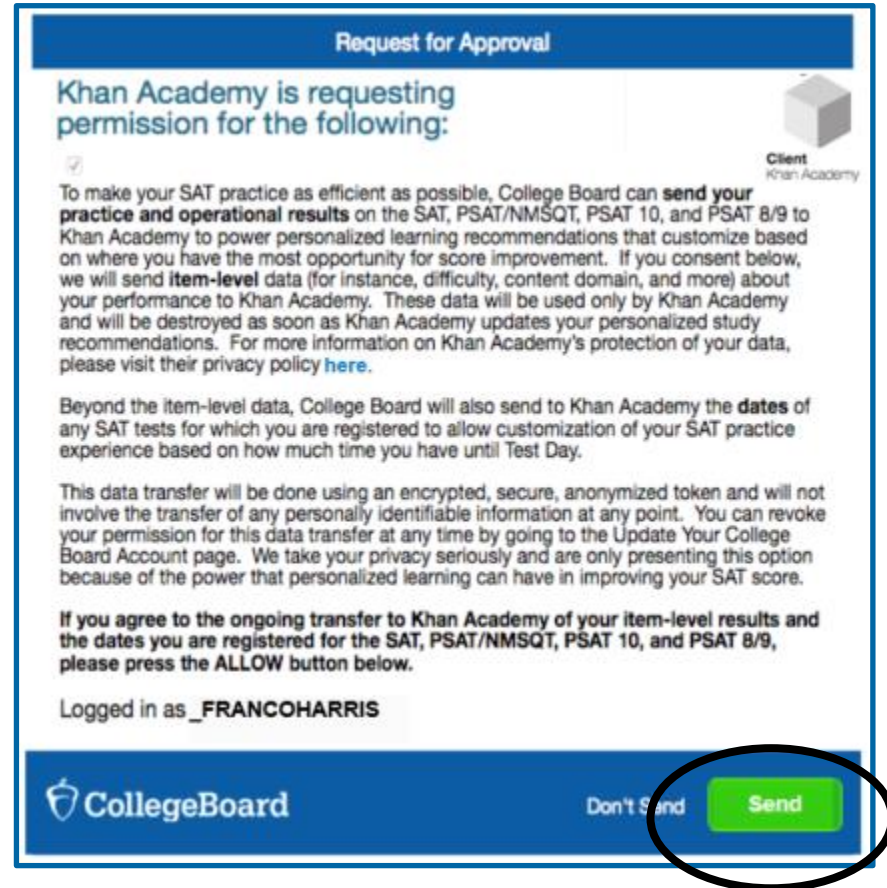 Request for Approval
Khan Academy is requesting
permission for the following:
Client
Khan Academy
To make your SAT practice as efficient as possible, College Board can send your
practice and operational results on the SAT, PSAT/NMSQT, PSAT 10, and PSAT 8/9 to
Khan Academy to power personalized learning recommendations that customize based
on where you have the most opportunity for score improvement. If you consent below,
we will send item-level data (for instance, difficulty, content domain, and more) about
your performance to Khan Academy. These data will be used only by Khan Academy
and will be destroyed as soon as Khan Academy updates your personalized study
recommendations. For more information on Khan Academy's protection of your data,
please visit their privacy policy here.
Beyond the item-level data, College Board will also send to Khan Academy the dates of
any SAT tests for which you are registered to allow customization of your SAT practice
experience based on how much time you have until Test Day.
This data transfer will be done using an encrypted, secure, anonymized token and will not
involve the transfer of any personally identifiable information at any point. You can revoke
your permission for this data transfer at any time by going to the Update Your College
Board Account page. We take your privacy seriously and are only presenting this option
because of the power that personalized learning can have in improving your SAT score.
If you agree to the ongoing transfer to Khan Academy of your item-level results and
the dates you are registered for the SAT, PSAT/NMSQT, PSAT 10, and PSAT 8/9,
please press the ALLOW button below.
Logged in as _FRANCOHARRIS
CollegeBoard
Don't Send
Send